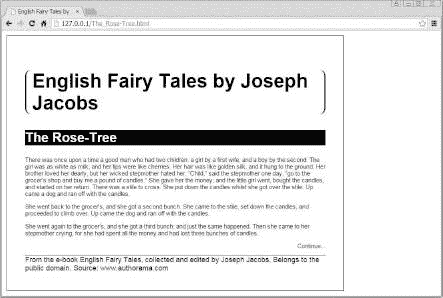 English Fairy Tales by
127.0.0.1/The_Rose-Tree.html
English Fairy Tales by Joseph
Jacobs
The Rose-Tree
There was once upon a time a good man who had two children: a girl by a first wife, and a boy by the second. The
girl was as white as milk, and her lips were like cherries. Her hair was like golden silk, and it hung to the ground. Her
brother loved her dearly, but her wicked stepmother hated her. "Child," said the stepmother one day, "go to the
grocer's shop and buy me a pound of candles." She gave her the money; and the little girl went, bought the candles,
and started on her return. There was a stile to cross. She put down the candles whilst she got over the stile. Up
came a dog and ran off with the candles.
She went back to the grocer's, and she got a second bunch. She came to the stile, set down the candles, and
proceeded to climb over. Up came the dog and ran off with the candles.
She went again to the grocer's, and she got a third bunch; and just the same happened. Then she came to her
stepmother crying, for she had spent all the money and had lost three bunches of candles.
Continue...
From the e-book English Fairy Tales, collected and edited by Joseph Jacobs, Belongs to the
public domain. Source: www.authorama.com